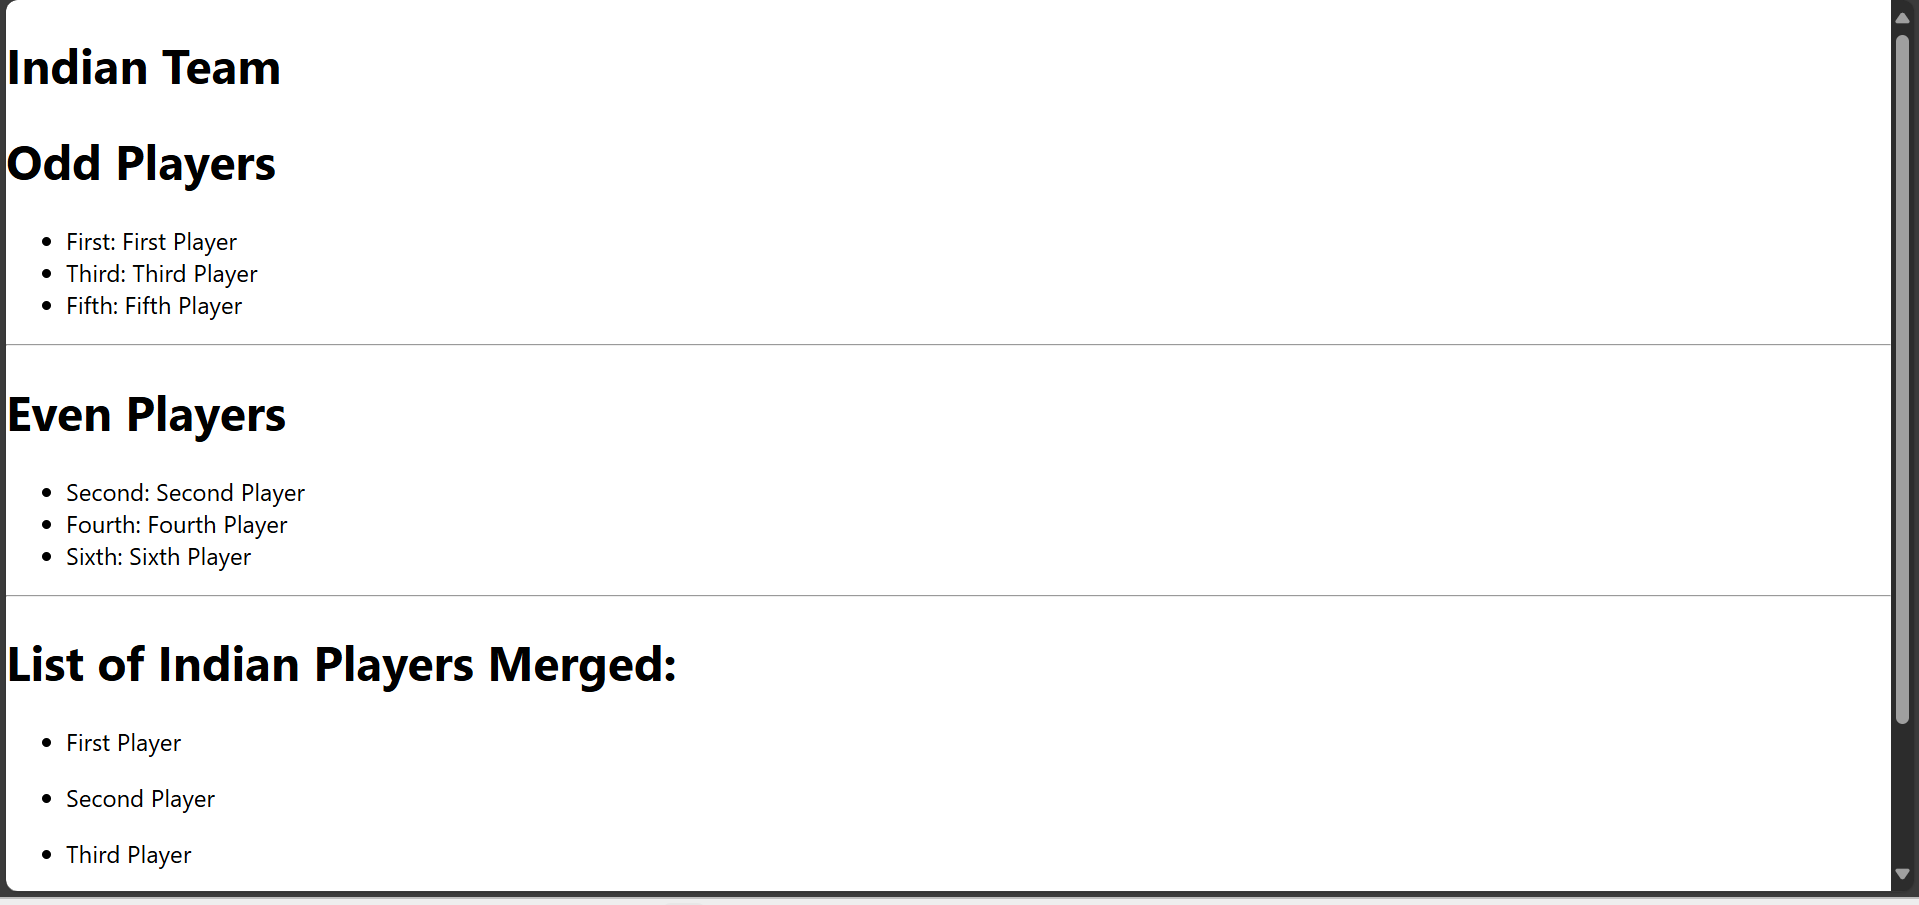 Indian Team
Odd Players
First: First Player
Third: Third Player
Fifth: Fifth Player
Even Players
Second: Second Player
Fourth: Fourth Player
Sixth: Sixth Player
List of Indian Players Merged:
First Player
Second Player
Third Player